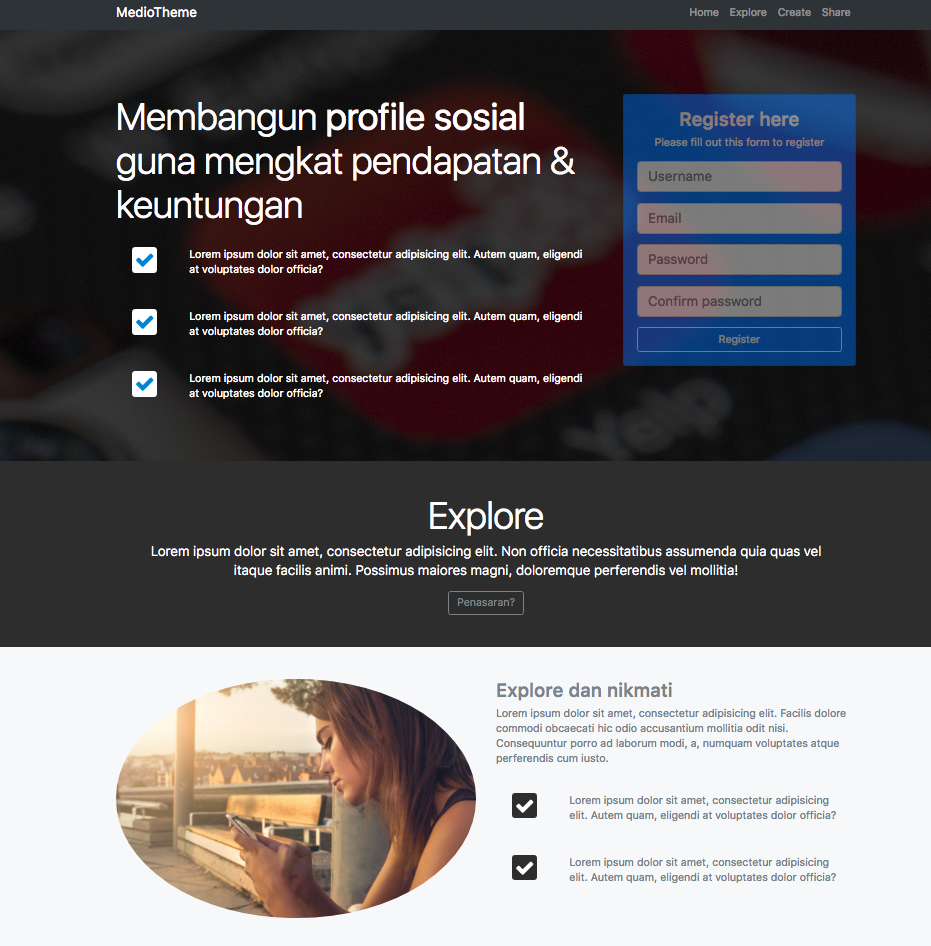 MedioTheme
Home Explore Create Share
Membangun profile sosial
guna mengkat pendapatan &
keuntungan
Lorem ipsum dolor sit amet, consectetur adipisicing elit. Autem quam, eligendi
at voluptates dolor officia?
Lorem ipsum dolor sit amet, consectetur adipisicing elit. Autem quam, eligendi
at voluptates dolor officia?
Lorem ipsum dolor sit amet, consectetur adipisicing elit. Autem quam, eligendi
at voluptates dolor officia?
Register here
Please fill out this form to register
Username
Email
Password
Confirm password
Register
Yelp
Explore
Lorem ipsum dolor sit amet, consectetur adipisicing elit. Non officia necessitatibus assumenda quia quas vel
itaque facilis animi. Possimus maiores magni, doloremque perferendis vel mollitia!
Penasaran?
Explore dan nikmati
Lorem ipsum dolor sit amet, consectetur adipisicing elit. Facilis dolore
commodi obcaecati hic odio accusantium mollitia odit nisi.
Consequuntur porro ad laborum modi, a, numquam voluptates atque
perferendis cum iusto.
Lorem ipsum dolor sit amet, consectetur adipisicing
elit. Autem quam, eligendi at voluptates dolor officia?
Lorem ipsum dolor sit amet, consectetur adipisicing
elit. Autem quam, eligendi at voluptates dolor officia?